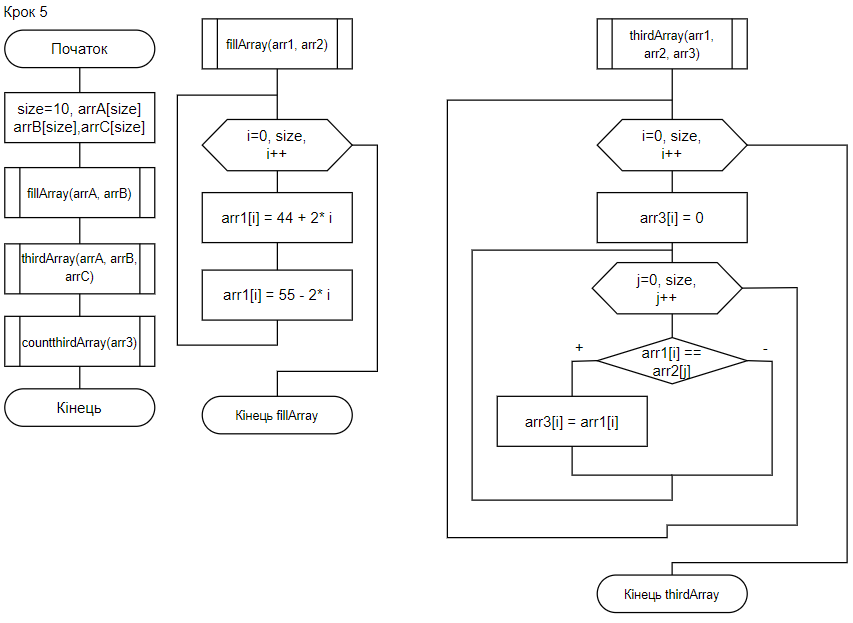 Крок 5
Початок
size=10, arrA[size]
arrB[size],arrC[size]
fillArray(arrA, arrB)
thirdArray(arrA, arrB,
arrC)
countthirdArray(arr3)
Кінець
fillArray(arr1, arr2)
i=0, size,
i++
arr1[i] = 44 + 2* i
arr1[i] = 55 - 2* i
Кінець fillArray
thirdArray(arr1,
arr2, arr3)
i=0, size,
i++
arr3[i] = 0
j=0, size,
j++
+
-
arr1[i] ==
arr2[j]
arr3[i] = arr1[i]
Кінець thirdArray